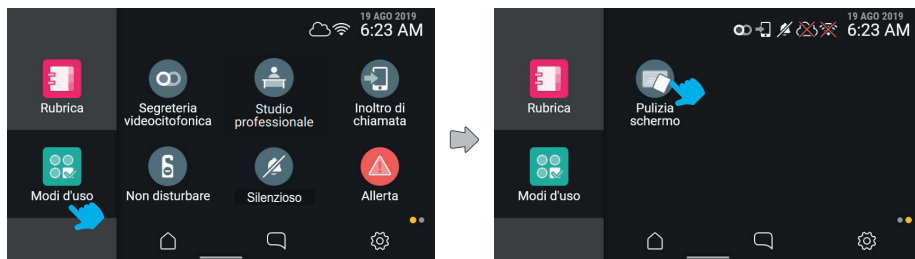 19 AGO 2019
6:23 AM
Rubrica
Segreteria
videocitofonica
Studio
professionale
Inoltro di
chiamata
Modi d'uso
Non disturbare
Silenzioso
Allerta
19 AGO 2019
6:23 AM
Rubrica
Pulizia
schermo
Modi d'uso